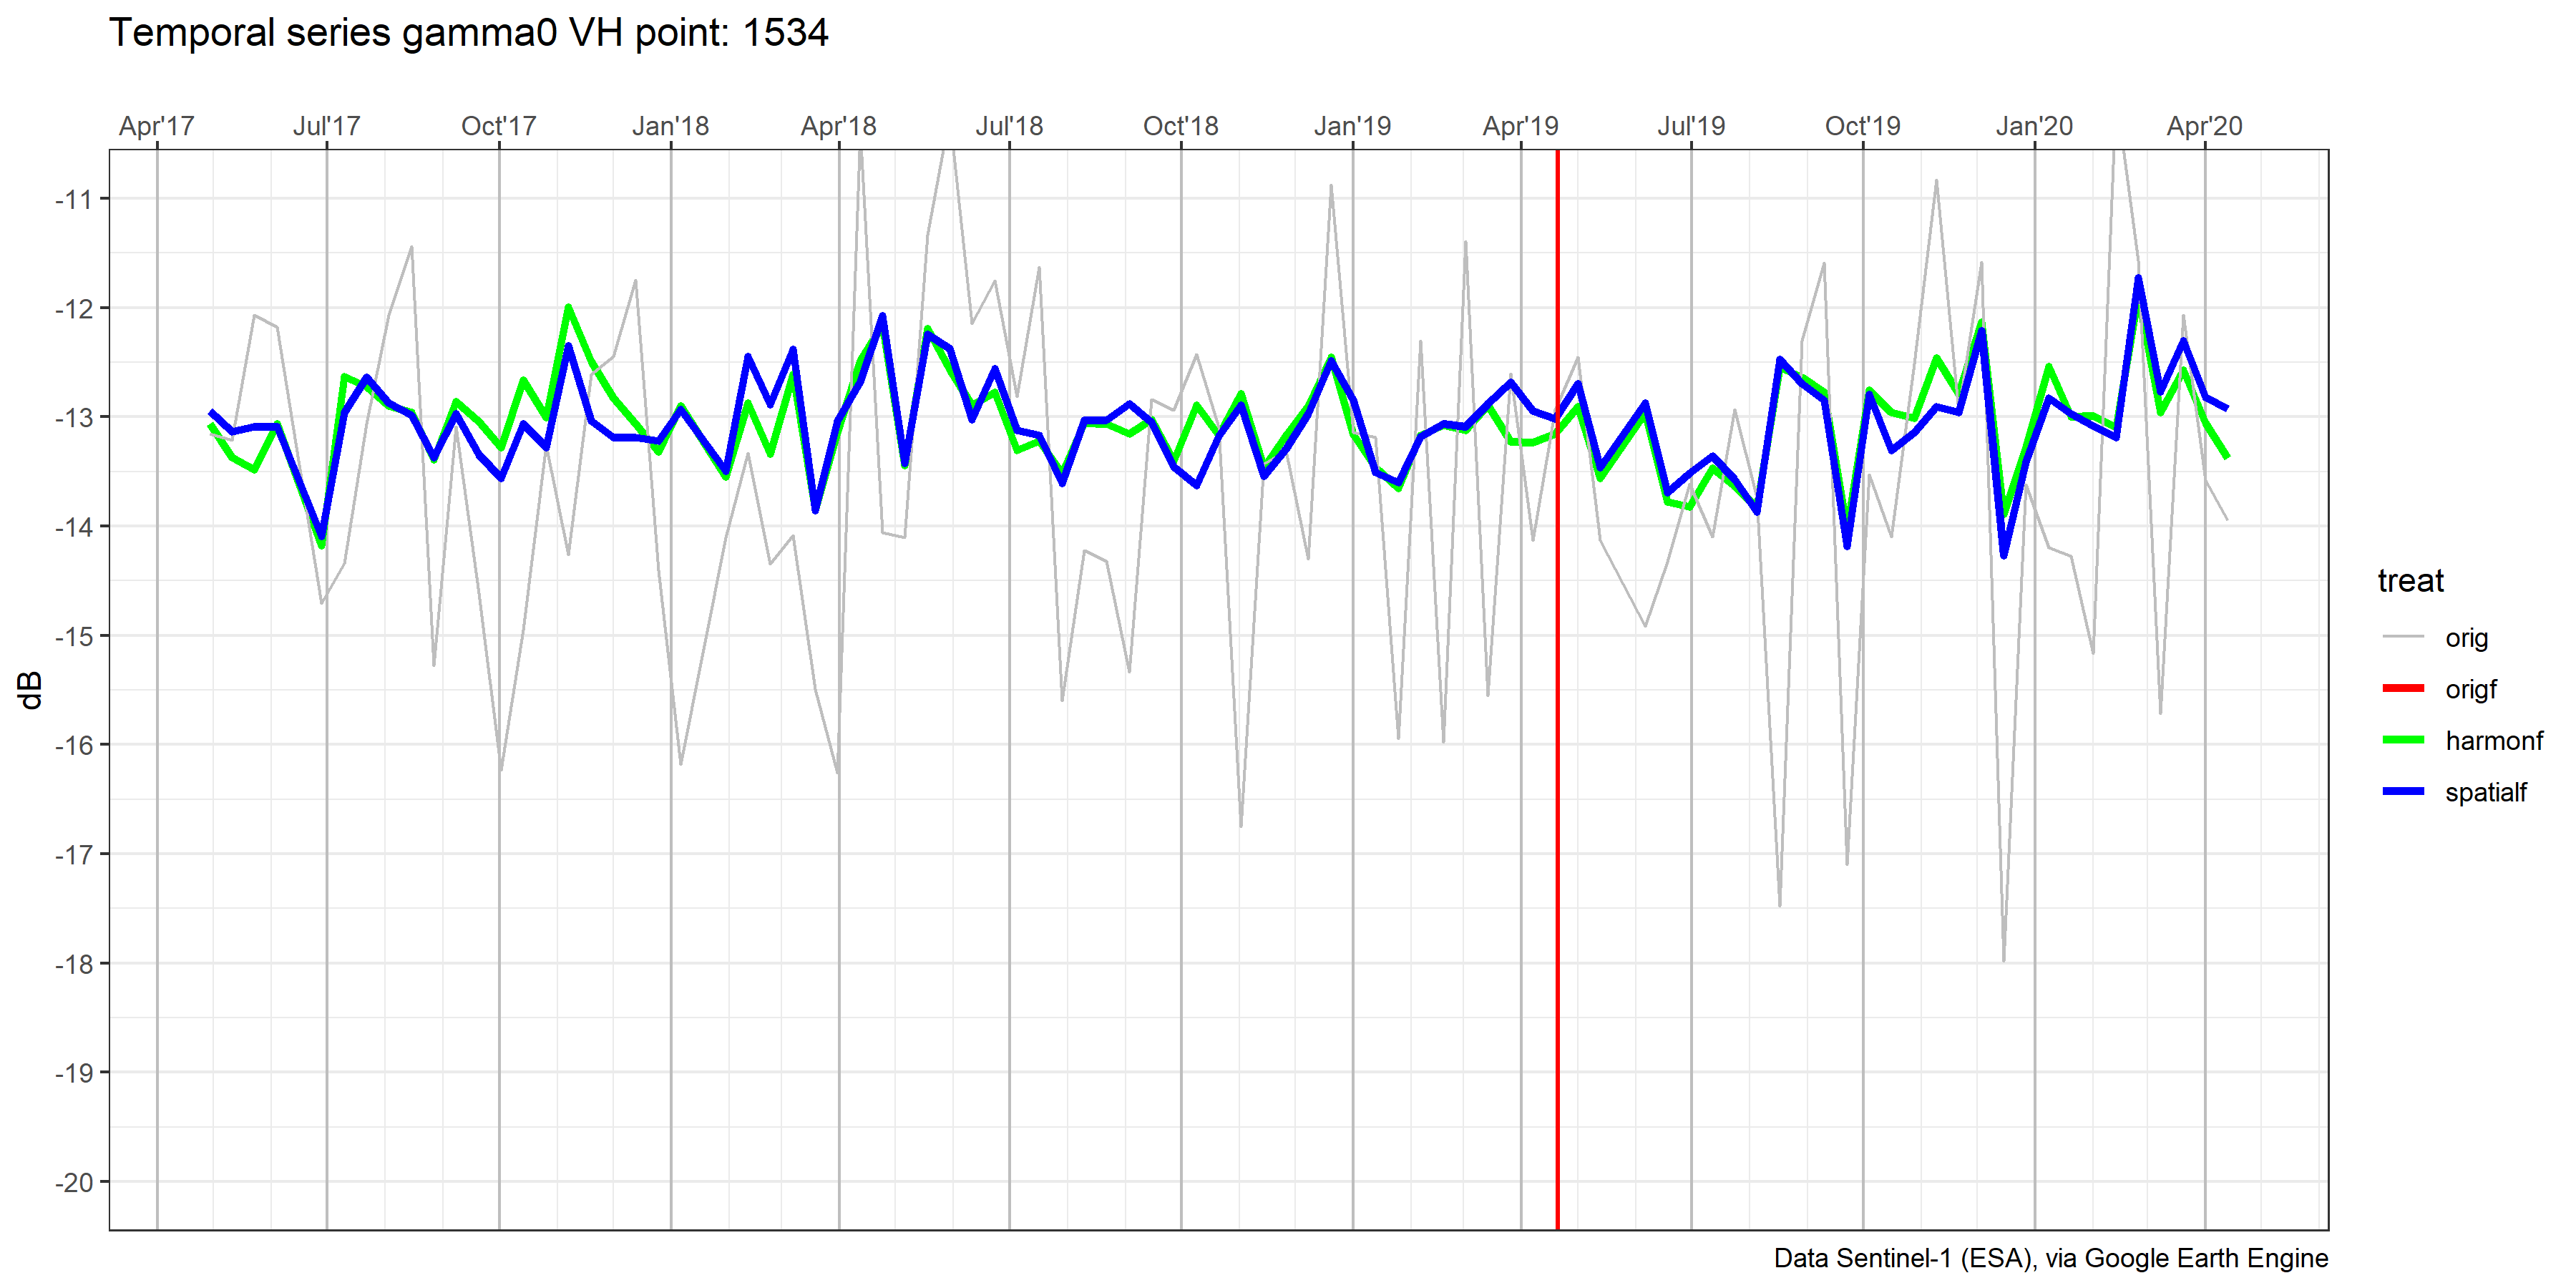 Temporal series gamma0 VH point: 1534
Apr'17 Jul'17 Oct'17 Jan'18 Apr'18 Jul'18 Oct'18 Jan'19 Apr'19 Jul'19 Oct'19 Jan'20 Apr'20
-11
-12
-13
-14
-15
-16
-17
-18
-19
-20
dB
treat
orig
origf
harmonf
spatialf
Data Sentinel-1 (ESA), via Google Earth Engine